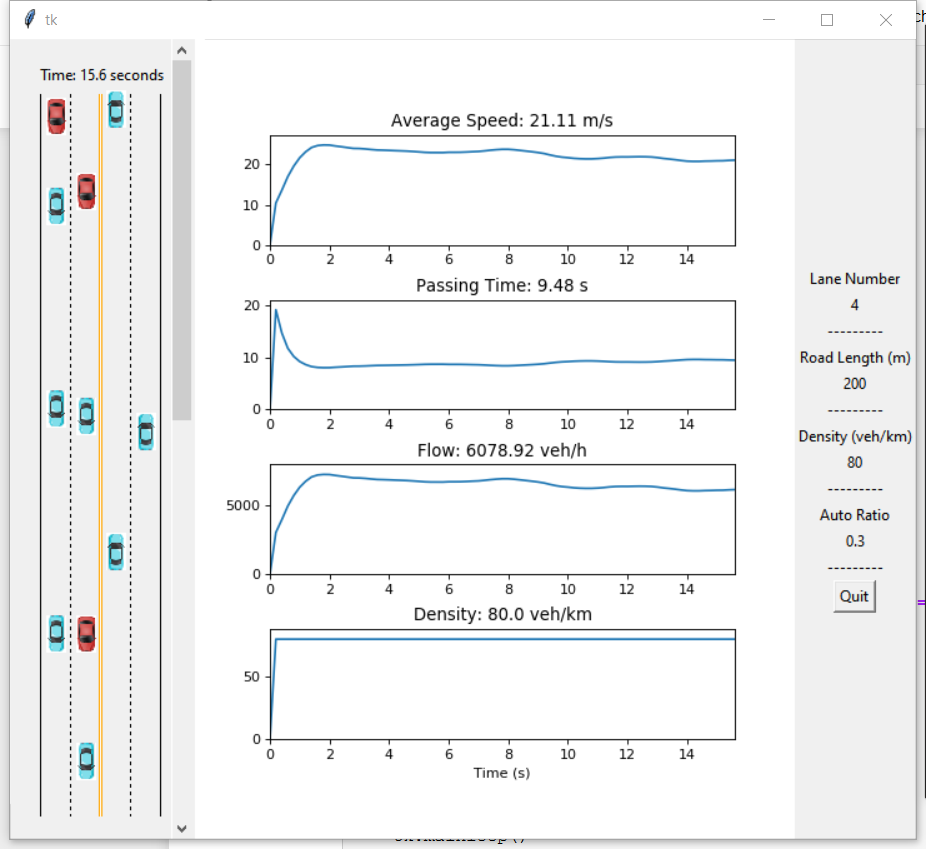 tk
Time: 15.6 seconds
Average Speed: 21.11 m/s
20
10
0
0 2 4 6 8 10 12 14
Passing Time: 9.48 s
20
10
0
0 2 4 6 8 10 12 14
Flow: 6078.92 veh/h
5000
0
0 2 4 6 8 10 12 14
Density: 80.0 veh/km
50
0
0 2 4 6 8 10 12 14
Time (s)
Lane Number
4
---------
Road Length (m)
200
---------
Density (veh/km)
80
---------
Auto Ratio
0.3
---------
Quit